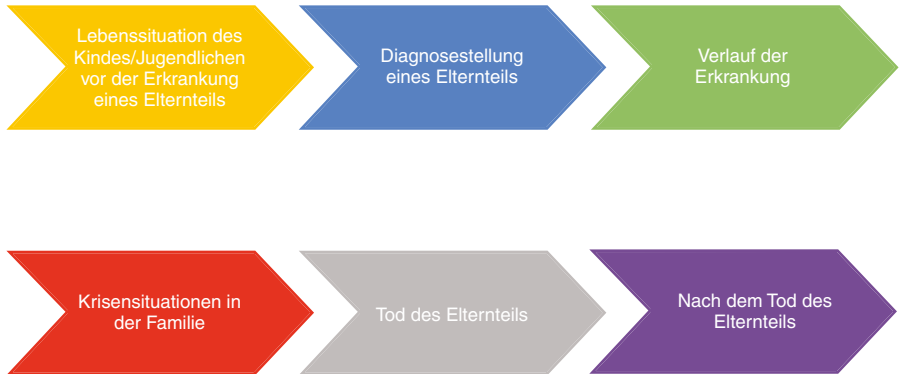 Lebenssituation des
Kindes/Jugendlichen
vor der Erkrankung
eines Elternteils
Diagnosestellung
eines Elternteils
Verlauf der
Erkrankung
Krisensituationen in
der Familie
Tod des Elternteils
Nach dem Tod des
Elternteils